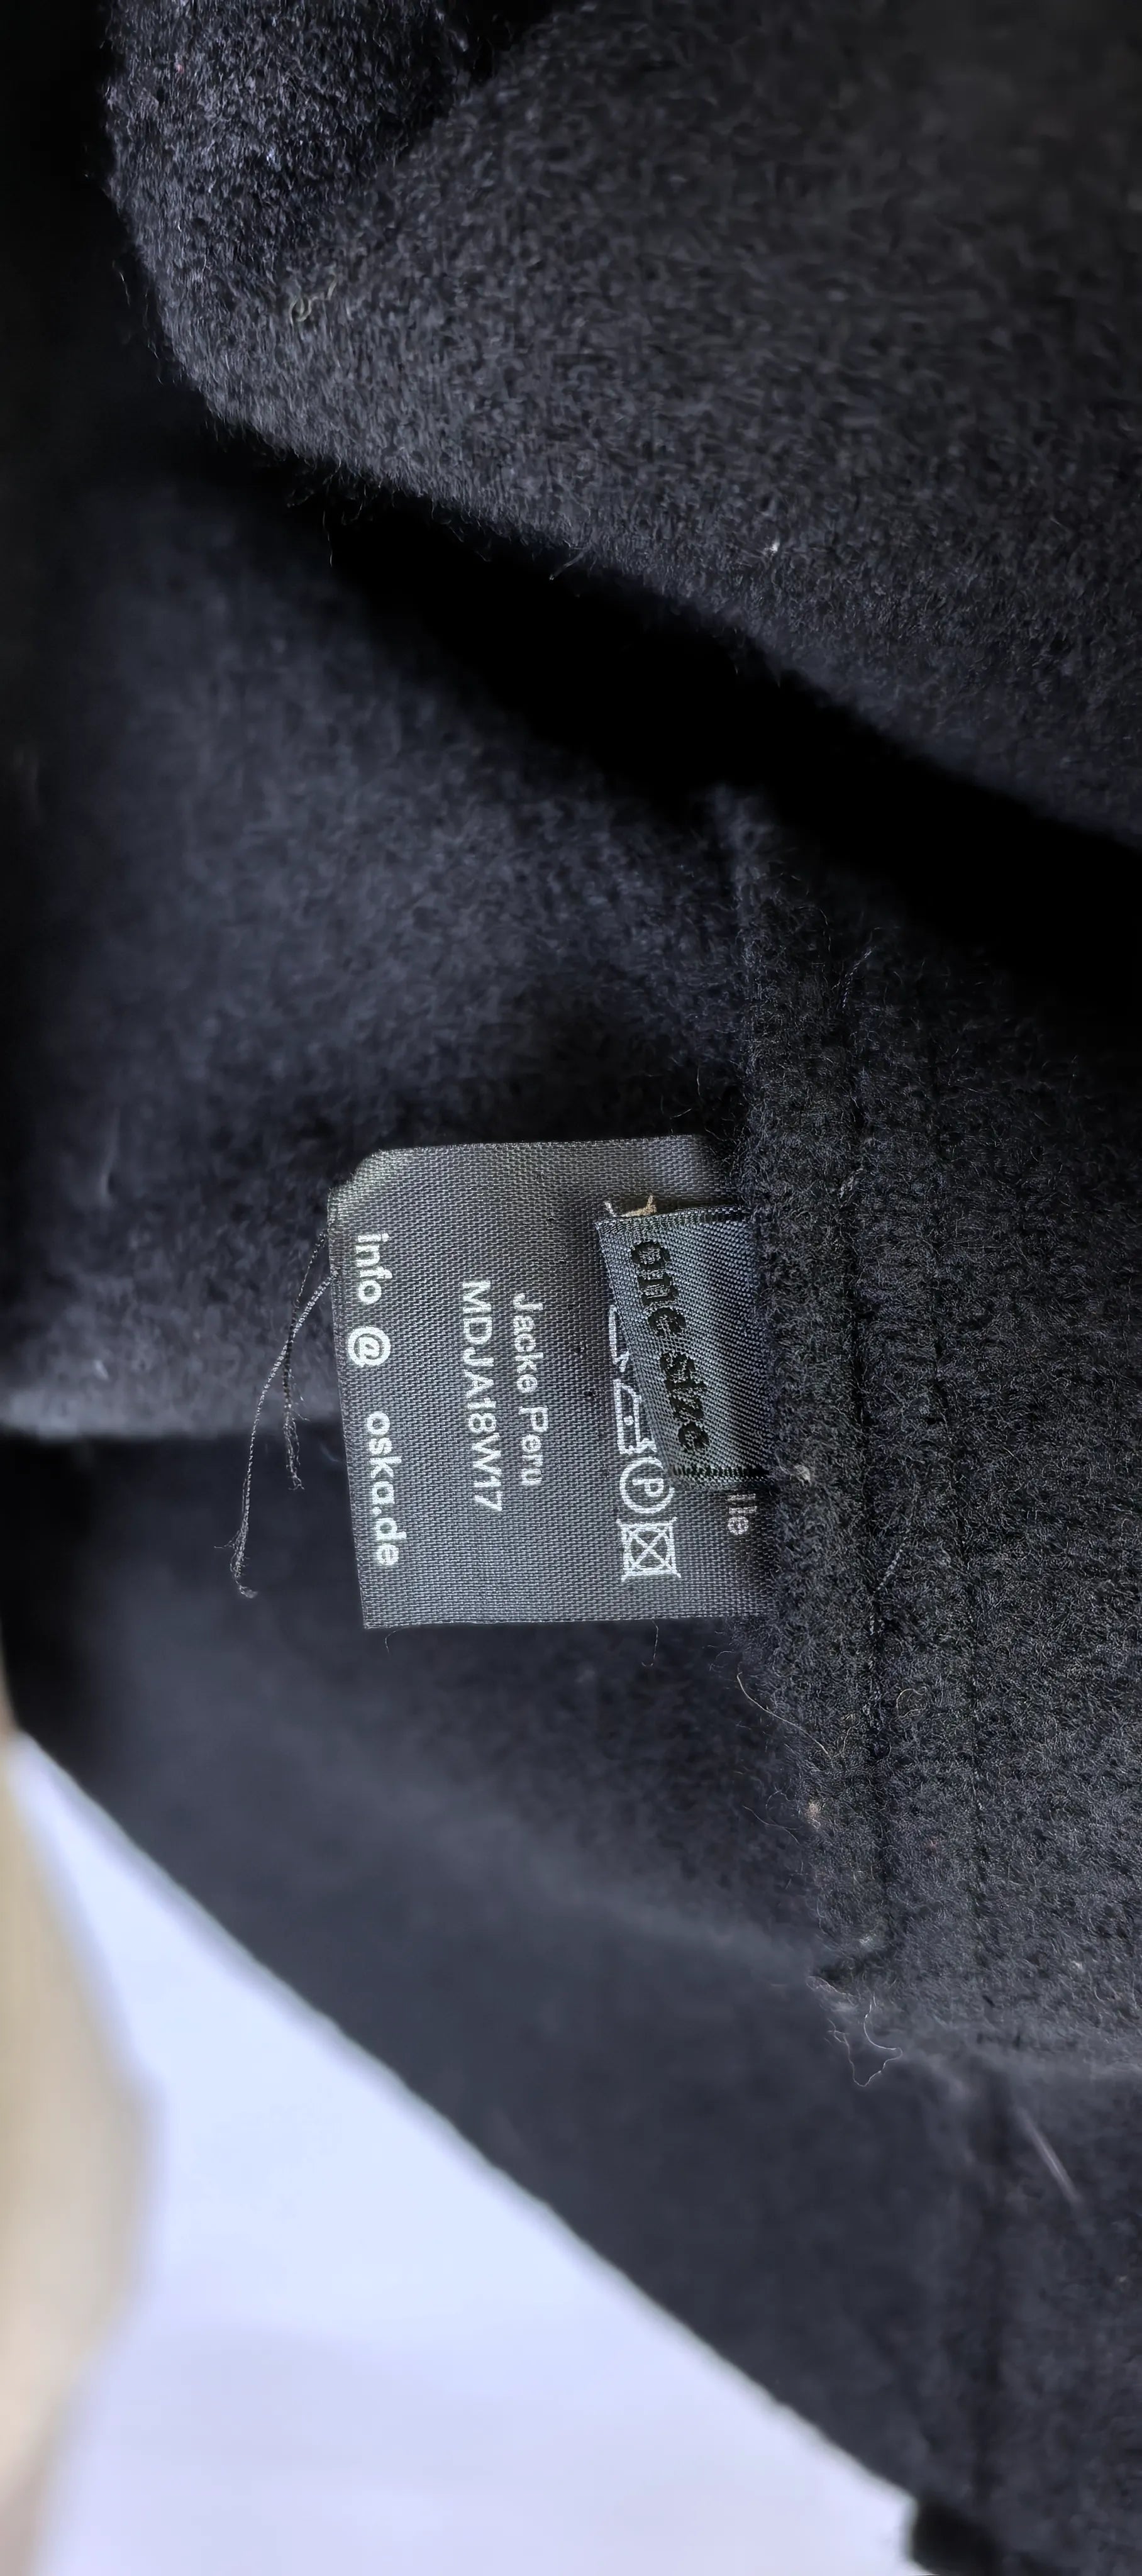 one size
lle
P
Jacke Peru
MDJA18W17
info @ oska.de